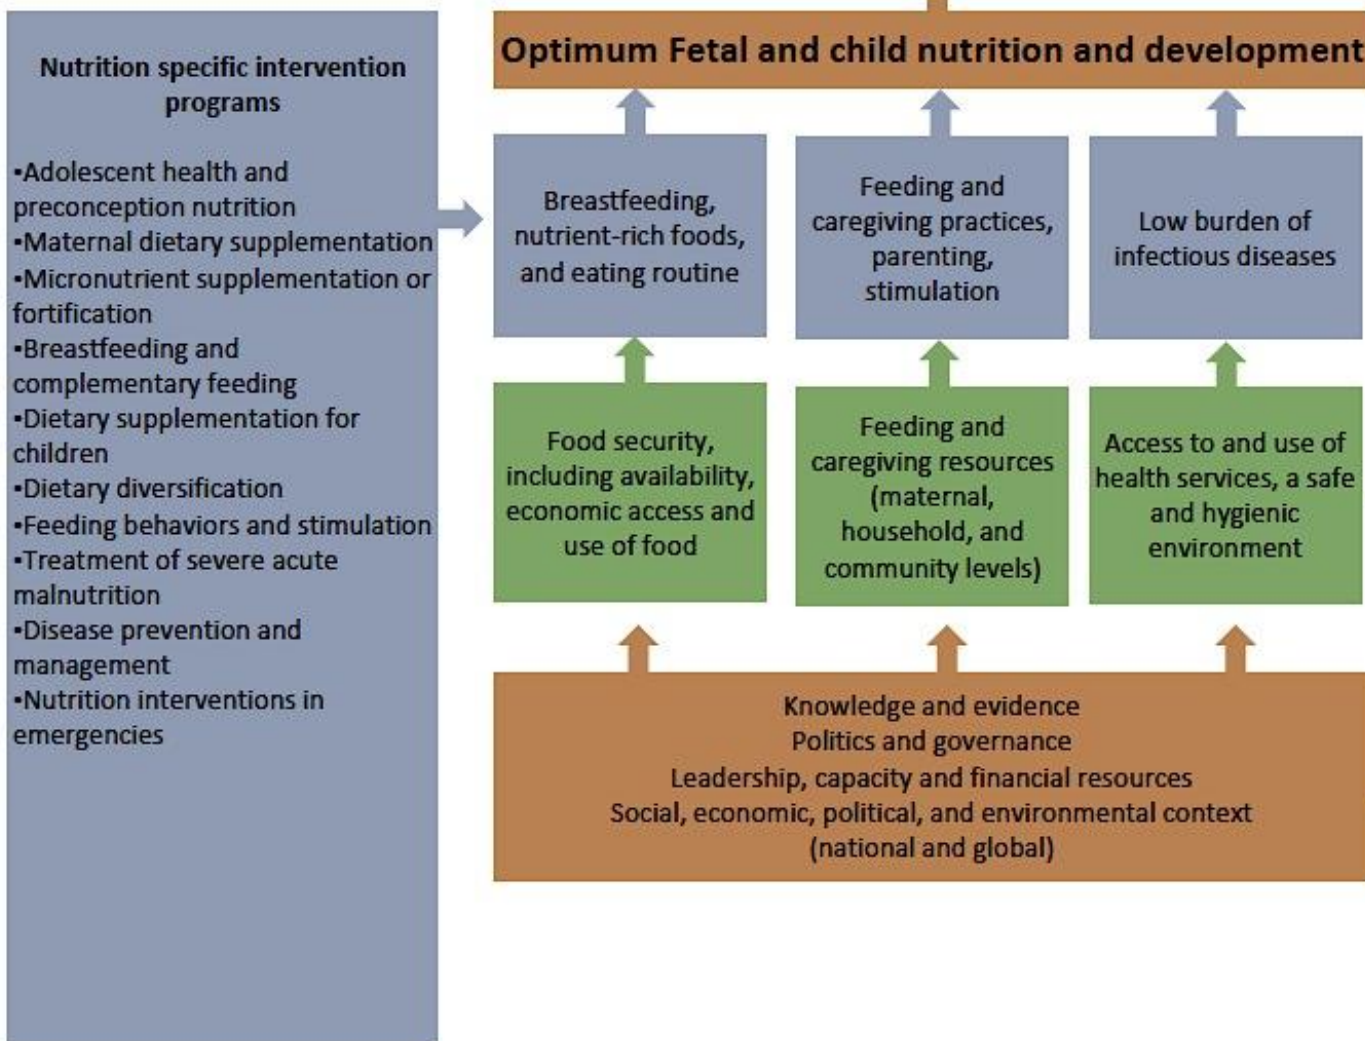 Nutrition specific intervention
programs
•Adolescent health and
preconception nutrition
•Maternal dietary supplementation
•Micronutrient supplementation or
fortification
•Breastfeeding and
complementary feeding
•Dietary supplementation for
children
•Dietary diversification
•Feeding behaviors and stimulation
•Treatment of severe acute
malnutrition
•Disease prevention and
management
•Nutrition interventions in
emergencies
Optimum Fetal and child nutrition and development
Breastfeeding,
nutrient-rich foods,
and eating routine
Feeding and
caregiving practices,
parenting,
stimulation
Low burden of
infectious diseases
Food security,
including availability,
economic access and
use of food
Feeding and
caregiving resources
(maternal,
household, and
community levels)
Access to and use of
health services, a safe
and hygienic
environment
Knowledge and evidence
Politics and governance
Leadership, capacity and financial resources
Social, economic, political, and environmental context
(national and global)